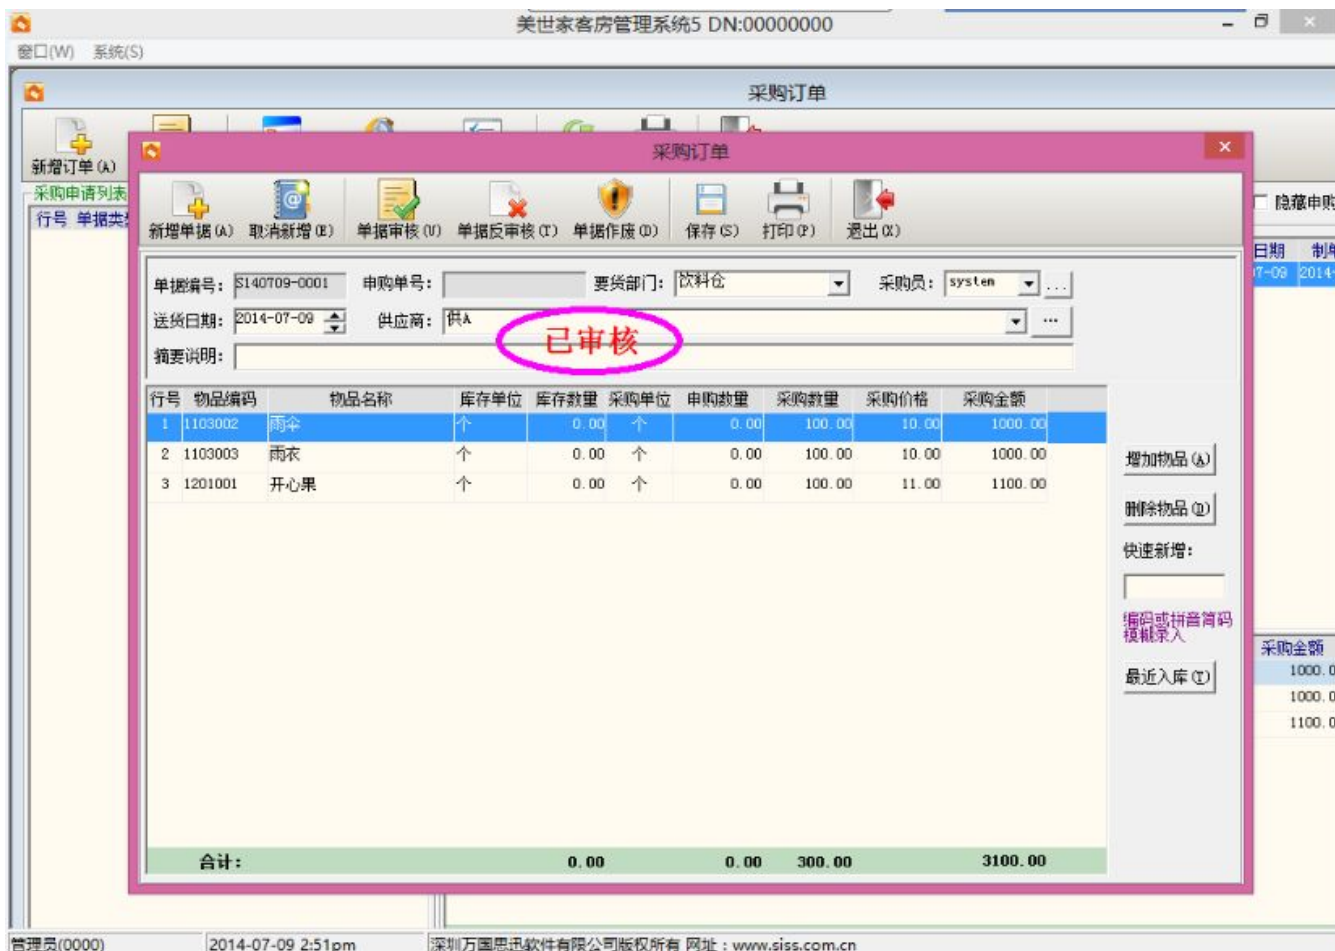 美世家客房管理系统5 DN:00000000
窗口(W) 系统(S)
采购订单
新增订单(A)
采购申请列表
行号 单据类
隐藏申购
日期 制单
07-09 2014-
采购订单
新增单据(A) 取消新增(E) 单据审核(V) 单据反审核(T) 单据作废(D) 保存(S) 打印(P) 退出(X)
单据编号: S140709-0001 申购单号: 要货部门: 饮料仓 采购员: system ...
送货日期: 2014-07-09 供应商: 供A ...
已审核
摘要说明:
行号 物品编码 物品名称 库存单位 库存数量 采购单位 申购数量 采购数量 采购价格 采购金额
1 1103002 雨伞 个 0.00 个 0.00 100.00 10.00 1000.00
2 1103003 雨衣 个 0.00 个 0.00 100.00 10.00 1000.00
3 1201001 开心果 个 0.00 个 0.00 100.00 11.00 1100.00
合计: 0.00 0.00 300.00 3100.00
增加物品(A)
删除物品(D)
快速新增:
编码或拼音简码
模糊录入
最近入库(T)
采购金额
1000.0
1000.0
1100.0
管理员(0000) 2014-07-09 2:51pm 深圳万国思迅软件有限公司版权所有 网址:www.siss.com.cn